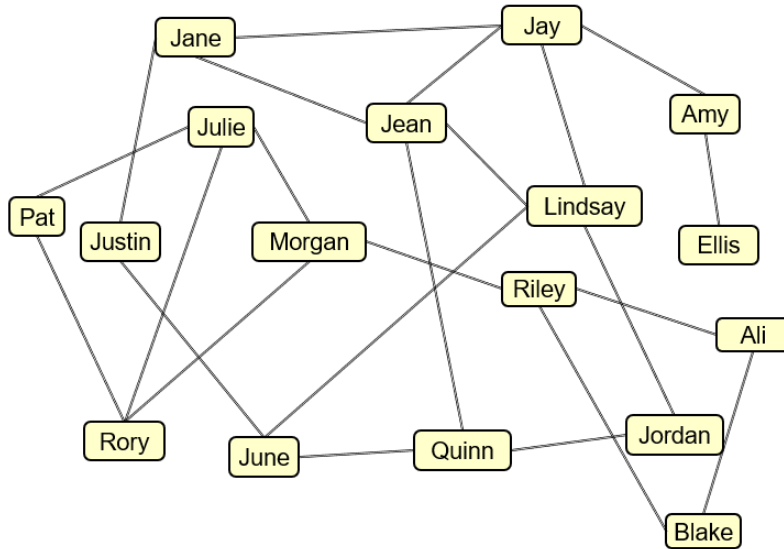 Jane
Jay
Amy
Julie
Jean
Pat
Justin
Morgan
Lindsay
Ellis
Riley
Ali
Rory
June
Quinn
Jordan
Blake